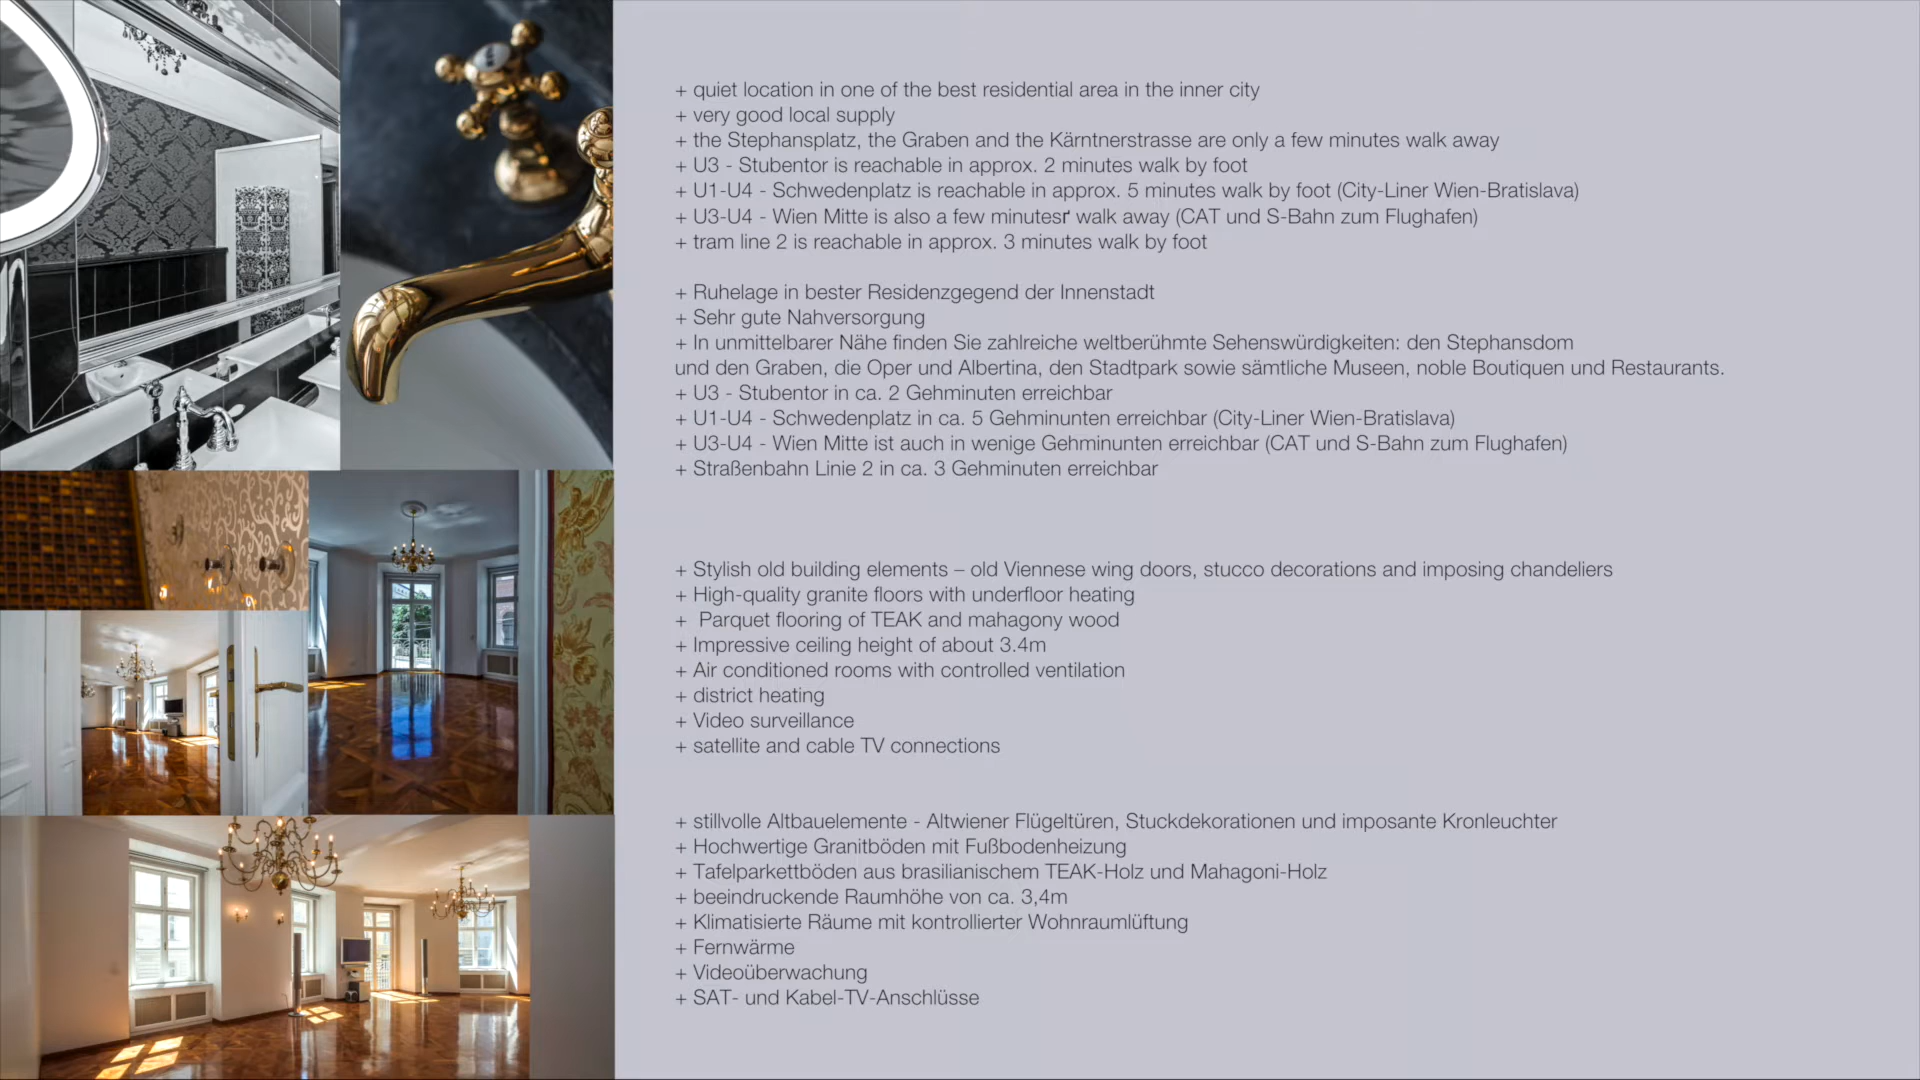 + quiet location in one of the best residential area in the inner city
+ very good local supply
+ the Stephansplatz, the Graben and the Kärntnerstrasse are only a few minutes walk away
+ U3 - Stubentor is reachable in approx. 2 minutes walk by foot
+ U1-U4 - Schwedenplatz is reachable in approx. 5 minutes walk by foot (City-Liner Wien-Bratislava)
+ U3-U4 - Wien Mitte is also a few minutesґ walk away (CAT und S-Bahn zum Flughafen)
+ tram line 2 is reachable in approx. 3 minutes walk by foot
+ Ruhelage in bester Residenzgegend der Innenstadt
+ Sehr gute Nahversorgung
+ In unmittelbarer Nähe finden Sie zahlreiche weltberühmte Sehenswürdigkeiten: den Stephansdom
und den Graben, die Oper und Albertina, den Stadtpark sowie sämtliche Museen, noble Boutiquen und Restaurants.
+ U3 - Stubentor in ca. 2 Gehminuten erreichbar
+ U1-U4 - Schwedenplatz in ca. 5 Gehminunten erreichbar (City-Liner Wien-Bratislava)
+ U3-U4 - Wien Mitte ist auch in wenige Gehminunten erreichbar (CAT und S-Bahn zum Flughafen)
+ Straßenbahn Linie 2 in ca. 3 Gehminuten erreichbar
+ Stylish old building elements – old Viennese wing doors, stucco decorations and imposing chandeliers
+ High-quality granite floors with underfloor heating
+  Parquet flooring of TEAK and mahagony wood
+ Impressive ceiling height of about 3.4m
+ Air conditioned rooms with controlled ventilation
+ district heating
+ Video surveillance
+ satellite and cable TV connections
+ stillvolle Altbauelemente - Altwiener Flügeltüren, Stuckdekorationen und imposante Kronleuchter
+ Hochwertige Granitböden mit Fußbodenheizung
+ Tafelparkettböden aus brasilianischem TEAK-Holz und Mahagoni-Holz
+ beeindruckende Raumhöhe von ca. 3,4m
+ Klimatisierte Räume mit kontrollierter Wohnraumlüftung
+ Fernwärme
+ Videoüberwachung
+ SAT- und Kabel-TV-Anschlüsse